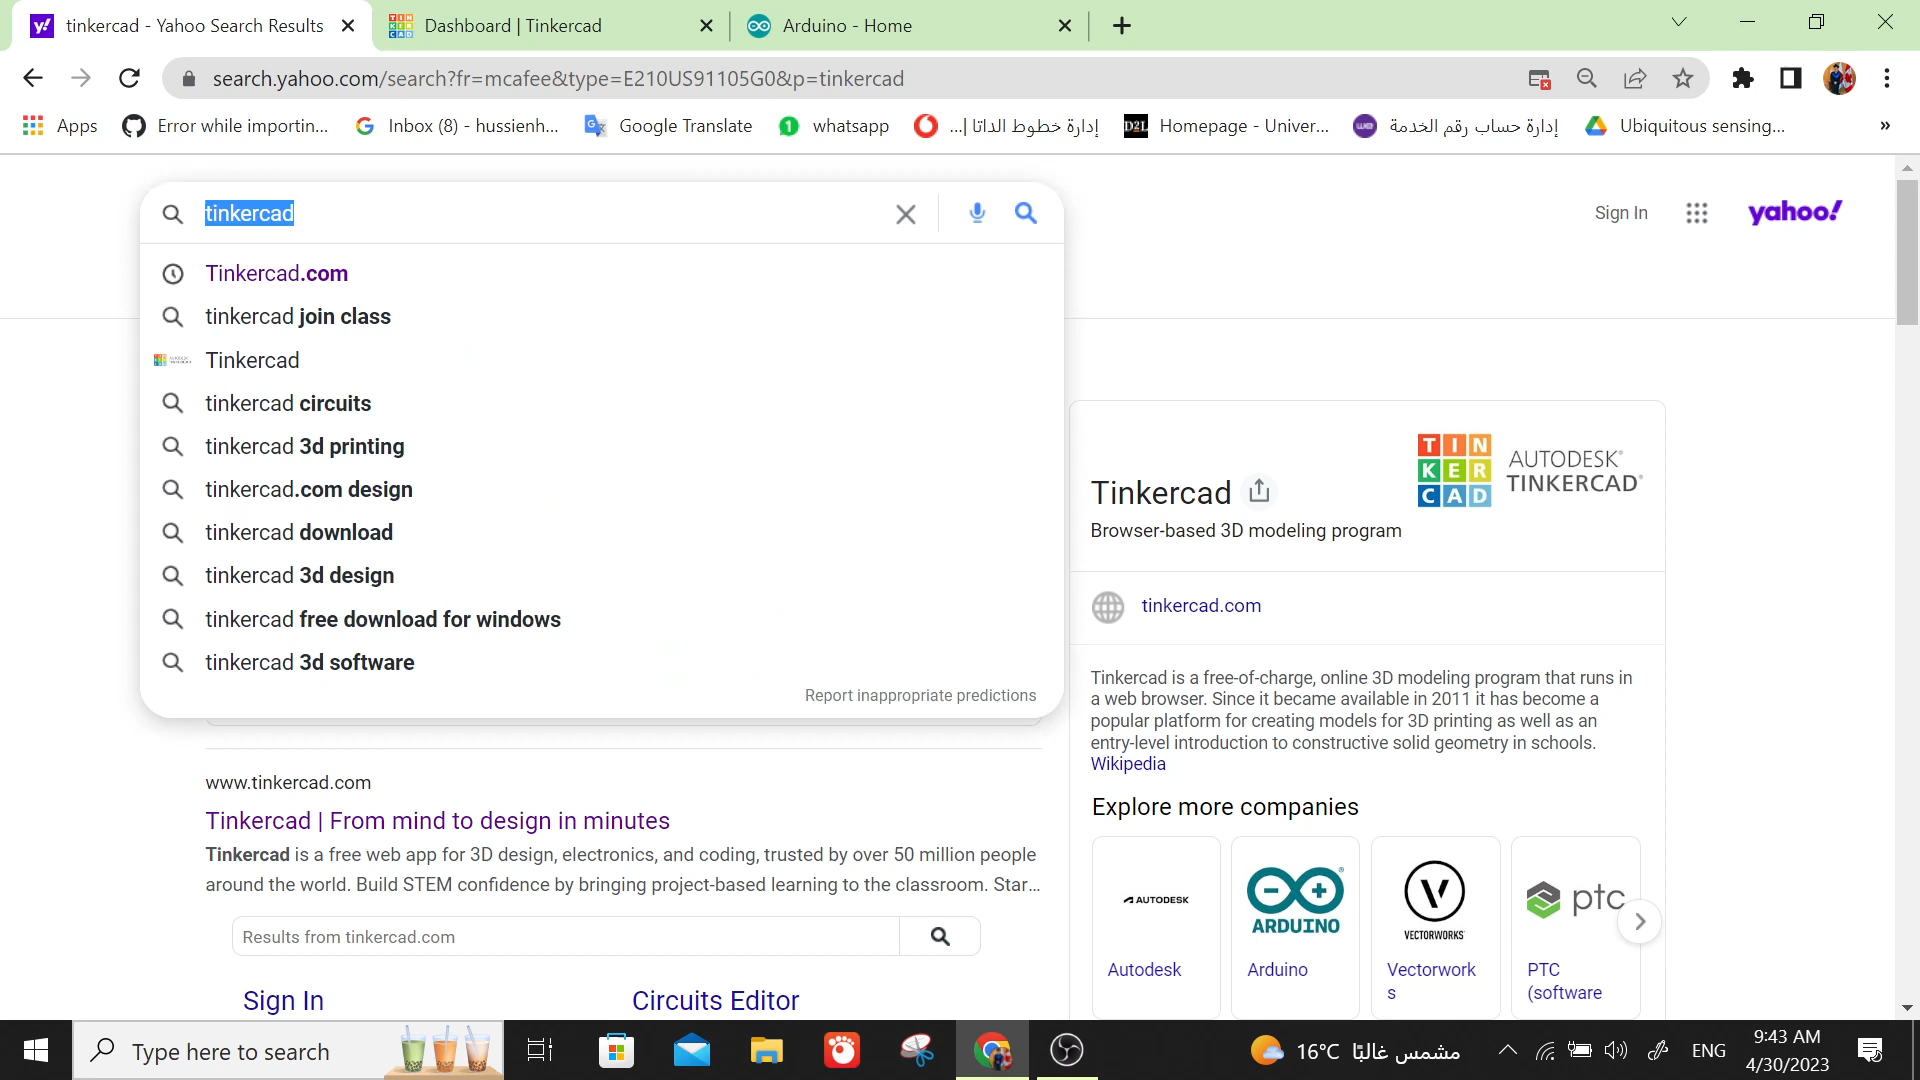 tinkercad - Yahoo Search Results
Dashboard | Tinkercad
Arduino - Home
search.yahoo.com/search?fr=mcafee&type=E210US91105G0&p=tinkercad
Apps
Error while importin...
Inbox (8) - hussienh...
Google Translate
whatsapp
إدارة خطوط الداتا |...
D2L
Homepage - Univer...
إدارة حساب رقم الخدمة
Ubiquitous sensing...
tinkercad
Sign In
yahoo!
Tinkercad.com
tinkercad join class
Tinkercad
tinkercad circuits
tinkercad 3d printing
tinkercad.com design
tinkercad download
tinkercad 3d design
tinkercad free download for windows
tinkercad 3d software
Report inappropriate predictions
www.tinkercad.com
Tinkercad | From mind to design in minutes
Tinkercad is a free web app for 3D design, electronics, and coding, trusted by over 50 million people
around the world. Build STEM confidence by bringing project-based learning to the classroom. Star...
Results from tinkercad.com
Sign In
Circuits Editor
Tinkercad
Browser-based 3D modeling program
TIN
KER
CAD
AUTODESK®
TINKERCAD®
tinkercad.com
Tinkercad is a free-of-charge, online 3D modeling program that runs in
a web browser. Since it became available in 2011 it has become a
popular platform for creating models for 3D printing as well as an
entry-level introduction to constructive solid geometry in schools.
Wikipedia
Explore more companies
AUTODESK
Autodesk
ARDUINO
Arduino
VECTORWORKS
Vectorwork
s
ptc
PTC
(software
Type here to search
16°C مشمس غالبًا
ENG
9:43 AM
4/30/2023